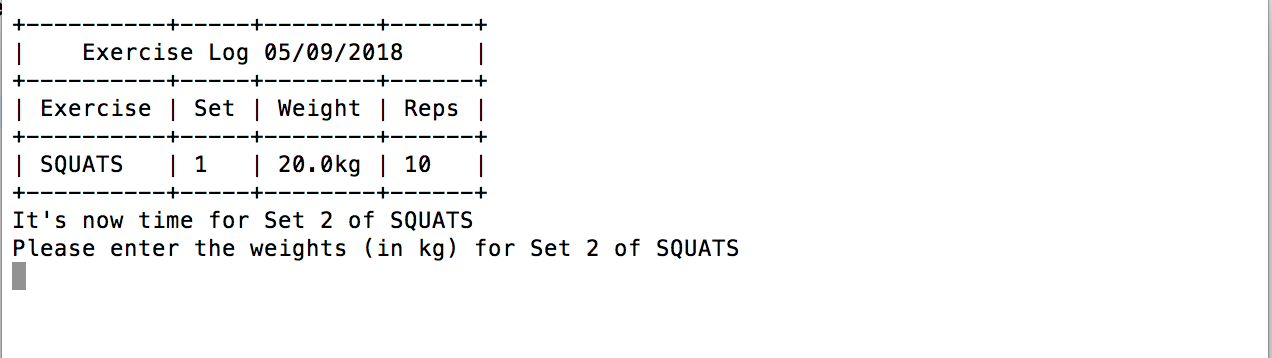 +----------+-----+--------+------+
|    Exercise Log 05/09/2018     |
+----------+-----+--------+------+
| Exercise | Set | Weight | Reps |
+----------+-----+--------+------+
| SQUATS   | 1   | 20.0kg | 10   |
+----------+-----+--------+------+
It's now time for Set 2 of SQUATS
Please enter the weights (in kg) for Set 2 of SQUATS